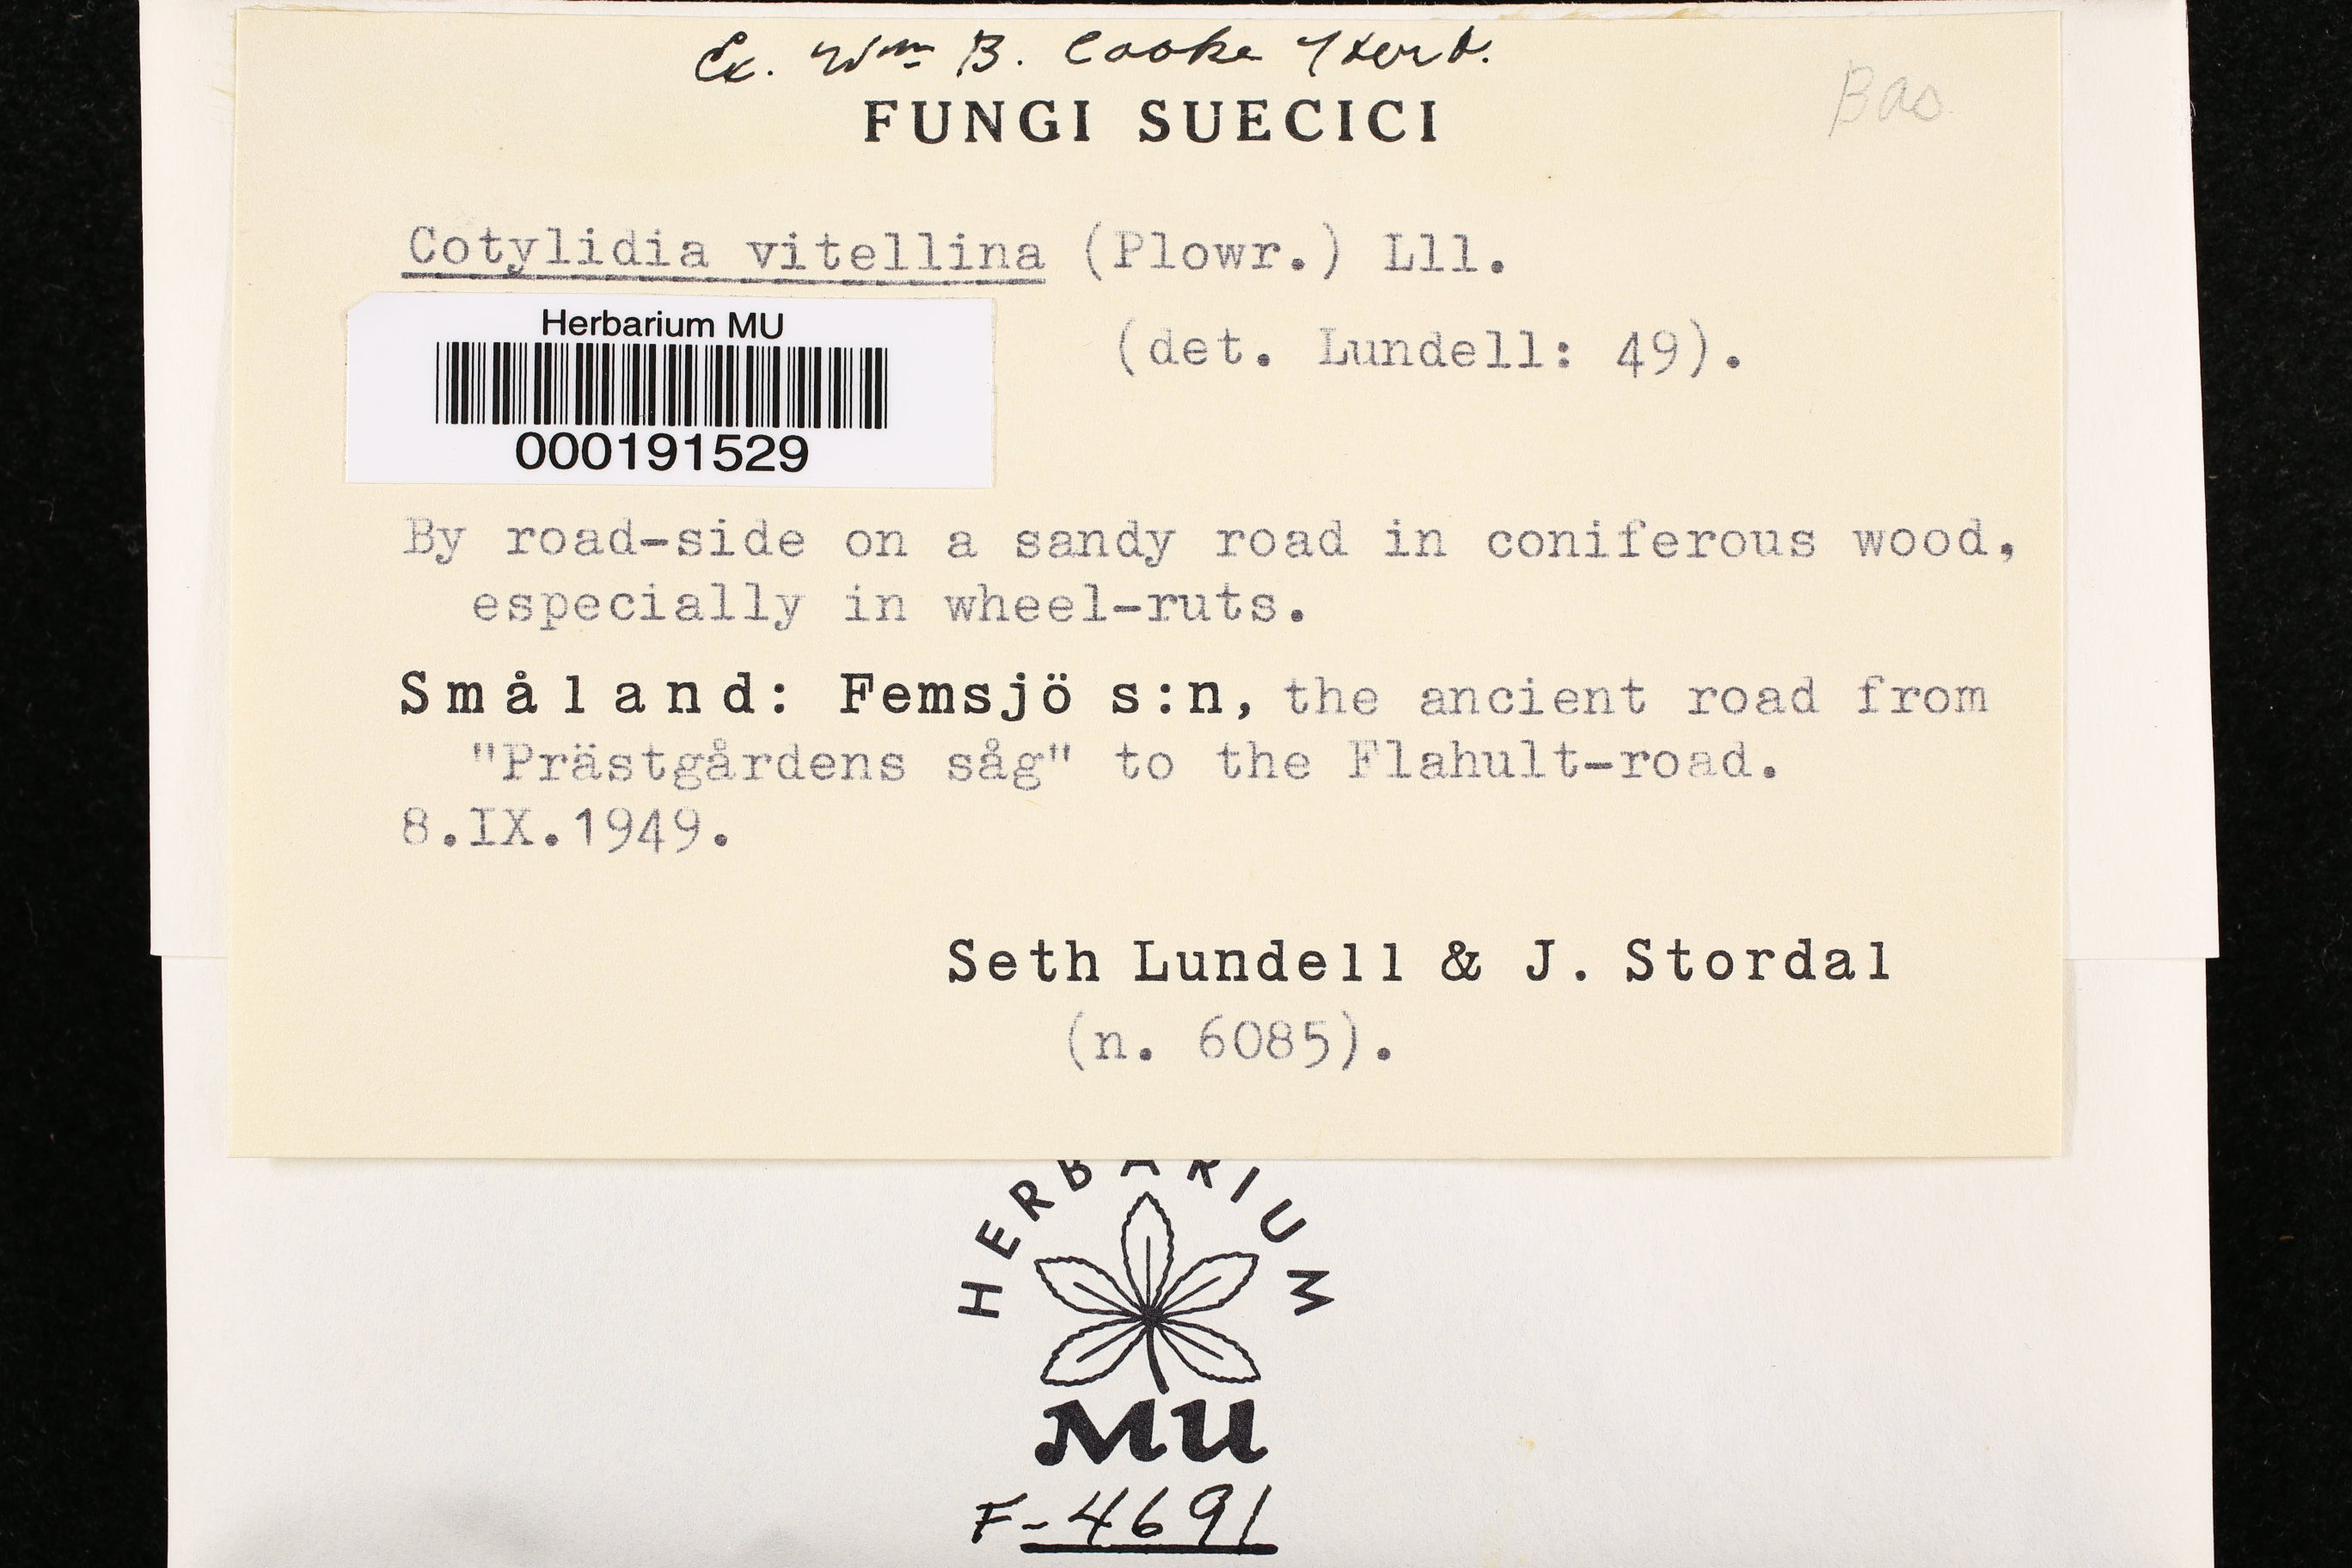 Ex. Wm B. Cooke Herb.
Bas
FUNGI SUECICI
Cotylidia vitellina (Plowr.) Lll.
(det. Lundell: 49).
Herbarium MU
000191529
By road-side on a sandy road in coniferous wood,
especially in wheel-ruts.
Småland: Femsjö s:n, the ancient road from
"Prästgårdens såg" to the Flahult-road.
8.IX.1949.
Seth Lundell & J. Stordal
(n. 6085).
HERBARIUM
MU
F-4691